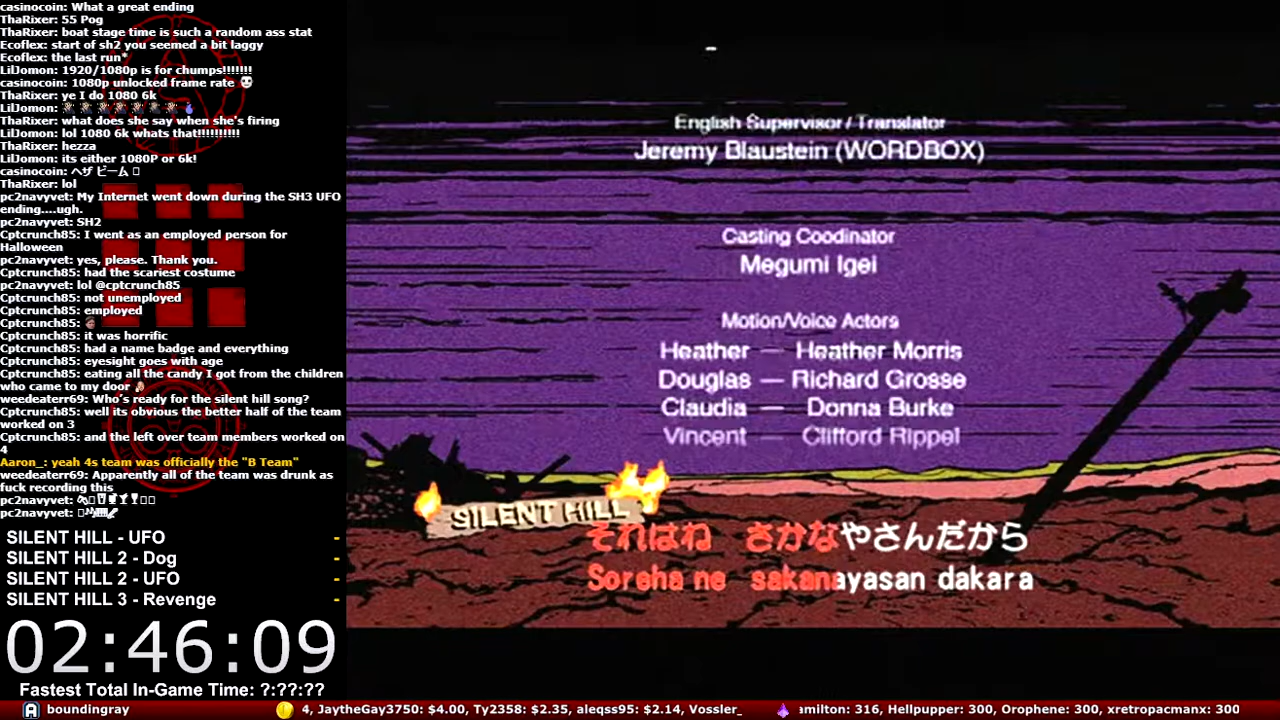 casinocoin: What a great ending
ThaRixer: 55 Pog
ThaRixer: boat stage time is such a random ass stat
Ecoflex: start of sh2 you seemed a bit laggy
Ecoflex: the last run*
LilJomon: 1920/1080p is for chumps!!!!!!!
casinocoin: 1080p unlocked frame rate
ThaRixer: ye I do 1080 6k
LilJomon:
ThaRixer: what does she say when she's firing
LilJomon: lol 1080 6k whats that!!!!!!!!!!
ThaRixer: hezza
LilJomon: its either 1080P or 6k!
casinocoin: ヘザ ビーム
ThaRixer: lol
pc2navyvet: My Internet went down during the SH3 UFO
ending....ugh.
pc2navyvet: SH2
Cptcrunch85: I went as an employed person for
Halloween
pc2navyvet: yes, please. Thank you.
Cptcrunch85: had the scariest costume
pc2navyvet: lol @cptcrunch85
Cptcrunch85: not unemployed
Cptcrunch85: employed
Cptcrunch85:
Cptcrunch85: it was horrific
Cptcrunch85: had a name badge and everything
Cptcrunch85: eyesight goes with age
Cptcrunch85: eating all the candy I got from the children
who came to my door
weedeaterr69: Who's ready for the silent hill song?
Cptcrunch85: well its obvious the better half of the team
worked on 3
Cptcrunch85: and the left over team members worked on
4
Aaron_: yeah 4s team was officially the "B Team"
weedeaterr69: Apparently all of the team was drunk as
fuck recording this
pc2navyvet:
pc2navyvet:
SILENT HILL - UFO -
SILENT HILL 2 - Dog -
SILENT HILL 2 - UFO -
SILENT HILL 3 - Revenge -
02:46:09
Fastest Total In-Game Time: ?:??:??
English Supervisor / Translator
Jeremy Blaustein (WORDBOX)
Casting Coodinator
Megumi Igei
Motion/Voice Actors
Heather — Heather Morris
Douglas — Richard Grosse
Claudia — Donna Burke
Vincent — Clifford Rippel
SILENT HILL
それはね さかなやさんだから
Soreha ne sakanayasan dakara
boundingray
4, JaytheGay3750: $4.00, Ty2358: $2.35, aleqss95: $2.14, Vossler_
amilton: 316, Hellpupper: 300, Orophene: 300, xretropacmanx: 300